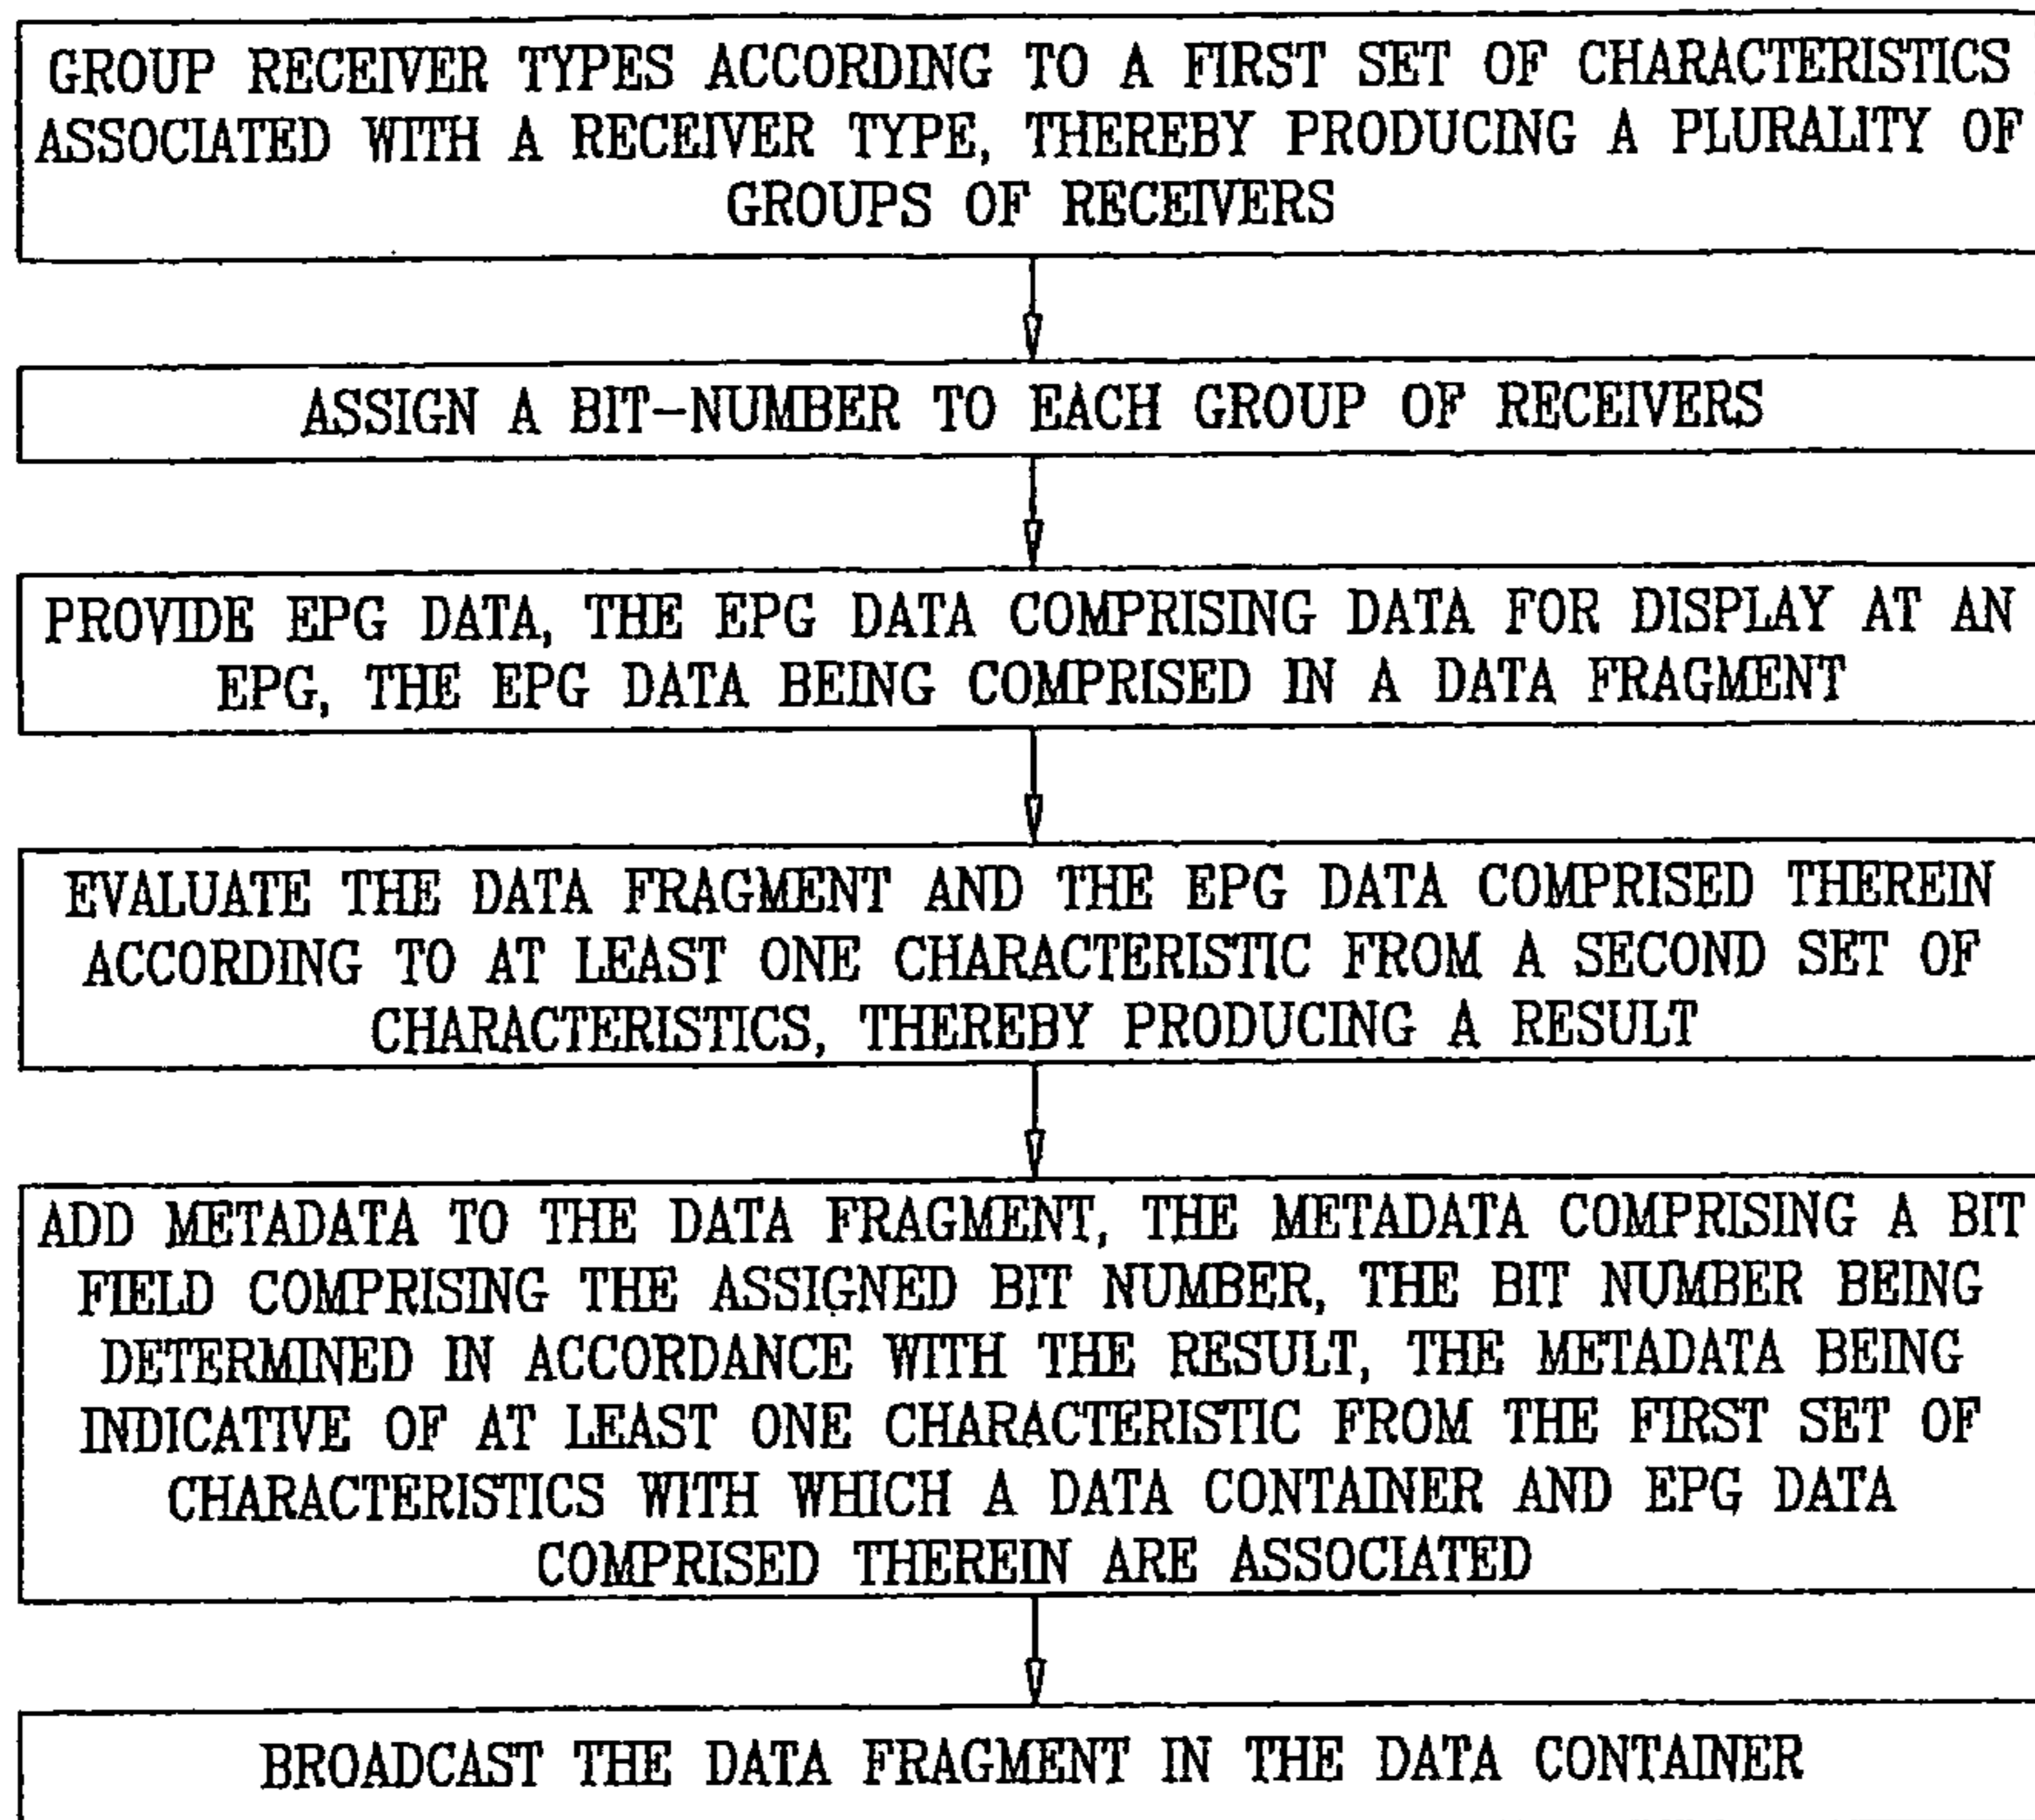 GROUP RECEIVER TYPES ACCORDING TO A FIRST SET OF CHARACTERISTICS
ASSOCIATED WITH A RECEIVER TYPE, THEREBY PRODUCING A PLURALITY OF
GROUPS OF RECEIVERS
ASSIGN A BIT-NUMBER TO EACH GROUP OF RECEIVERS
PROVIDE EPG DATA, THE EPG DATA COMPRISING DATA FOR DISPLAY AT AN
EPG, THE EPG DATA BEING COMPRISED IN A DATA FRAGMENT
EVALUATE THE DATA FRAGMENT AND THE EPG DATA COMPRISED THEREIN
ACCORDING TO AT LEAST ONE CHARACTERISTIC FROM A SECOND SET OF
CHARACTERISTICS, THEREBY PRODUCING A RESULT
ADD METADATA TO THE DATA FRAGMENT, THE METADATA COMPRISING A BIT
FIELD COMPRISING THE ASSIGNED BIT NUMBER, THE BIT NUMBER BEING
DETERMINED IN ACCORDANCE WITH THE RESULT, THE METADATA BEING
INDICATIVE OF AT LEAST ONE CHARACTERISTIC FROM THE FIRST SET OF
CHARACTERISTICS WITH WHICH A DATA CONTAINER AND EPG DATA
COMPRISED THEREIN ARE ASSOCIATED
BROADCAST THE DATA FRAGMENT IN THE DATA CONTAINER